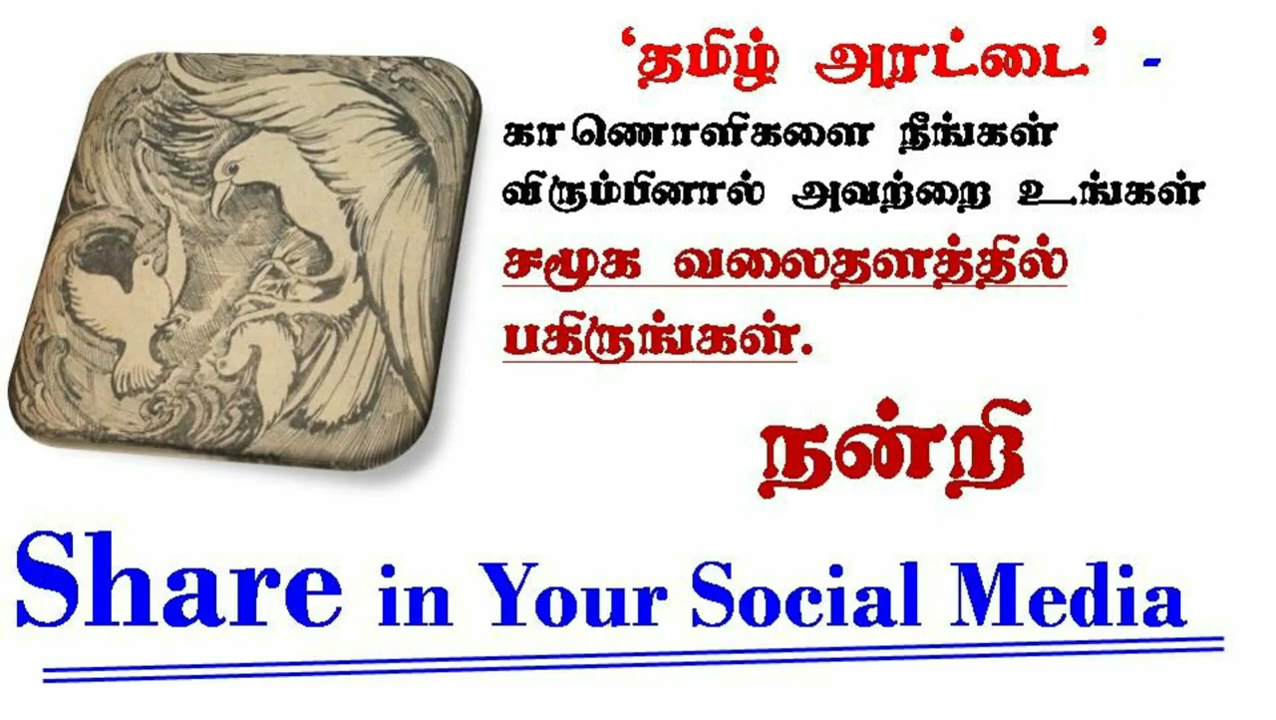 ‘தமிழ் அரட்டை’ -
காணொளிகளை நீங்கள்
விரும்பினால் அவற்றை உங்கள்
சமூக வலைதளத்தில்
பகிருங்கள்.
நன்றி
Share in Your Social Media